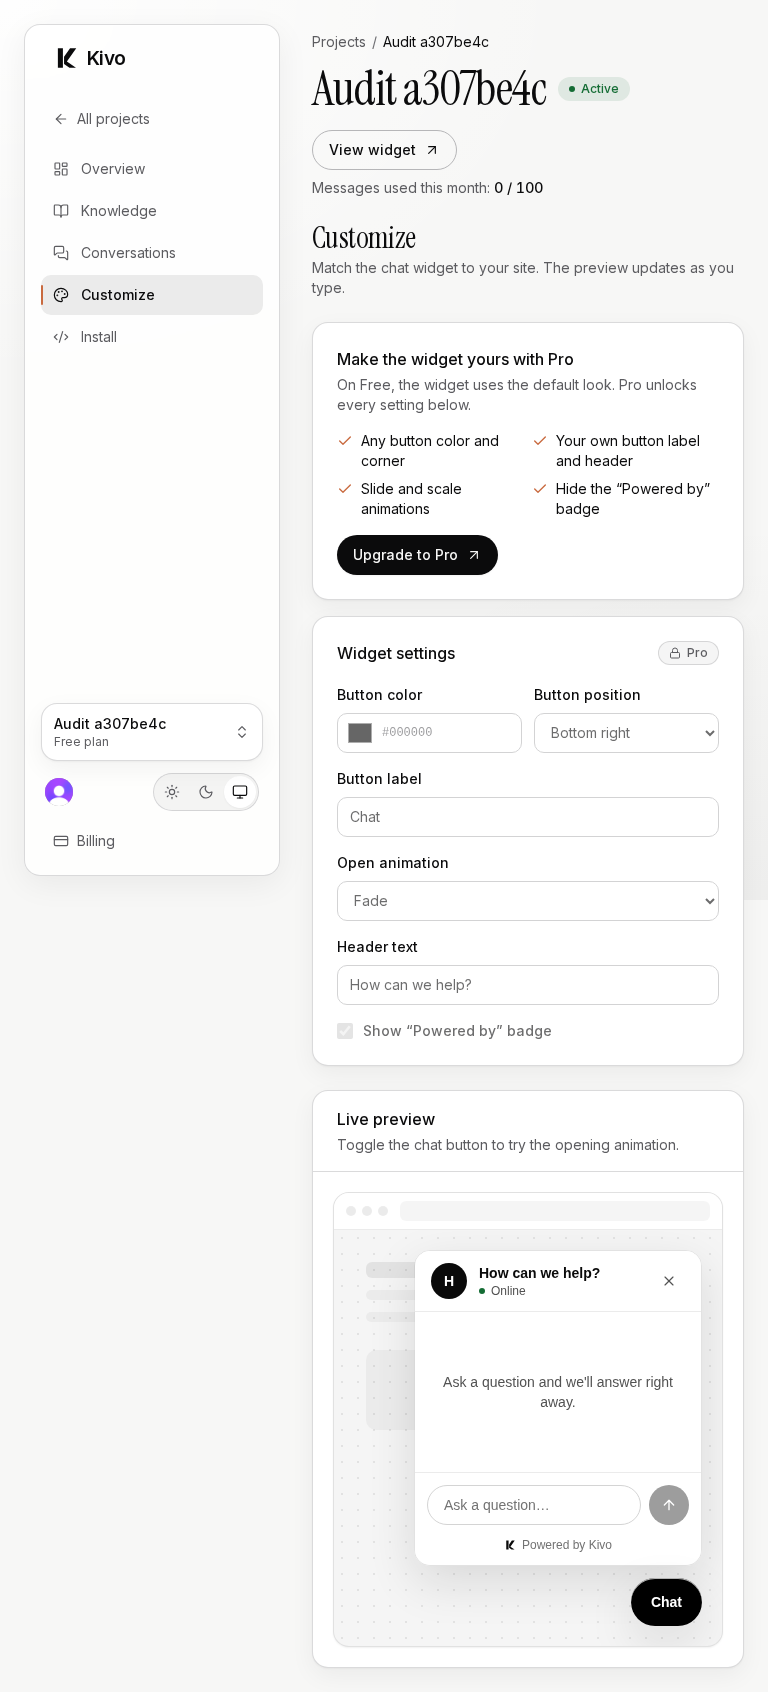 Kivo
All projects
Overview
Knowledge
Conversations
Customize
Install
Audit a307be4c
Free plan
Billing
Projects / Audit a307be4c
Audit a307be4c
Active
View widget
Messages used this month: 0 / 100
Customize
Match the chat widget to your site. The preview updates as you
type.
Make the widget yours with Pro
On Free, the widget uses the default look. Pro unlocks
every setting below.
Any button color and
corner
Your own button label
and header
Slide and scale
animations
Hide the “Powered by”
badge
Upgrade to Pro
Widget settings
Pro
Button color
Button position
#000000
Bottom right
Button label
Chat
Open animation
Fade
Header text
How can we help?
Show “Powered by” badge
Live preview
Toggle the chat button to try the opening animation.
H
How can we help?
Online
Ask a question and we'll answer right
away.
Ask a question…
Powered by Kivo
Chat